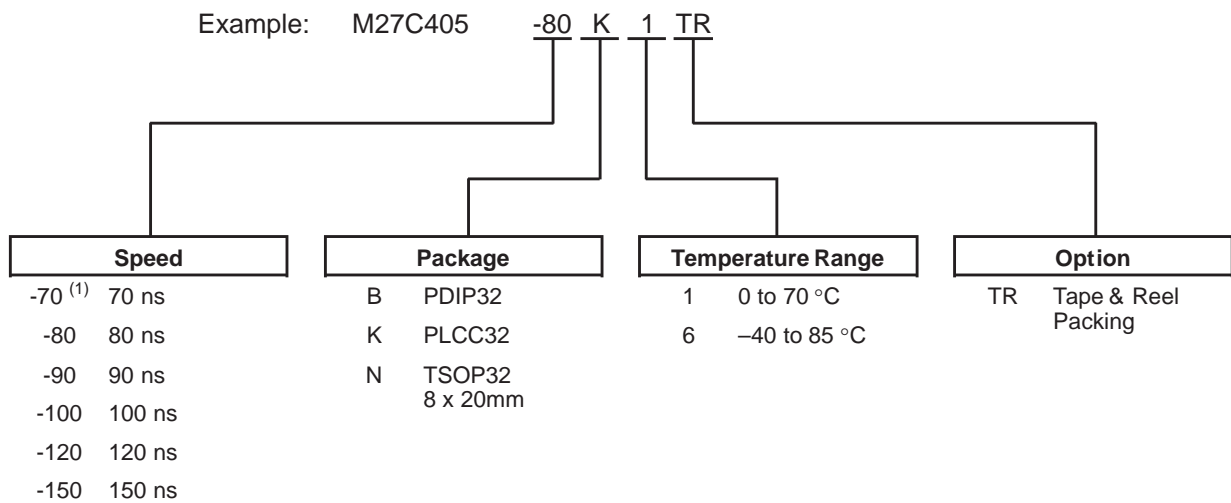 Example: M27C405 -80 K 1 TR
Speed
-70 (1) 70 ns
-80 80 ns
-90 90 ns
-100 100 ns
-120 120 ns
-150 150 ns
Package
B PDIP32
K PLCC32
N TSOP32
8 x 20mm
Temperature Range
1 0 to 70 °C
6 –40 to 85 °C
Option
TR Tape & Reel
Packing